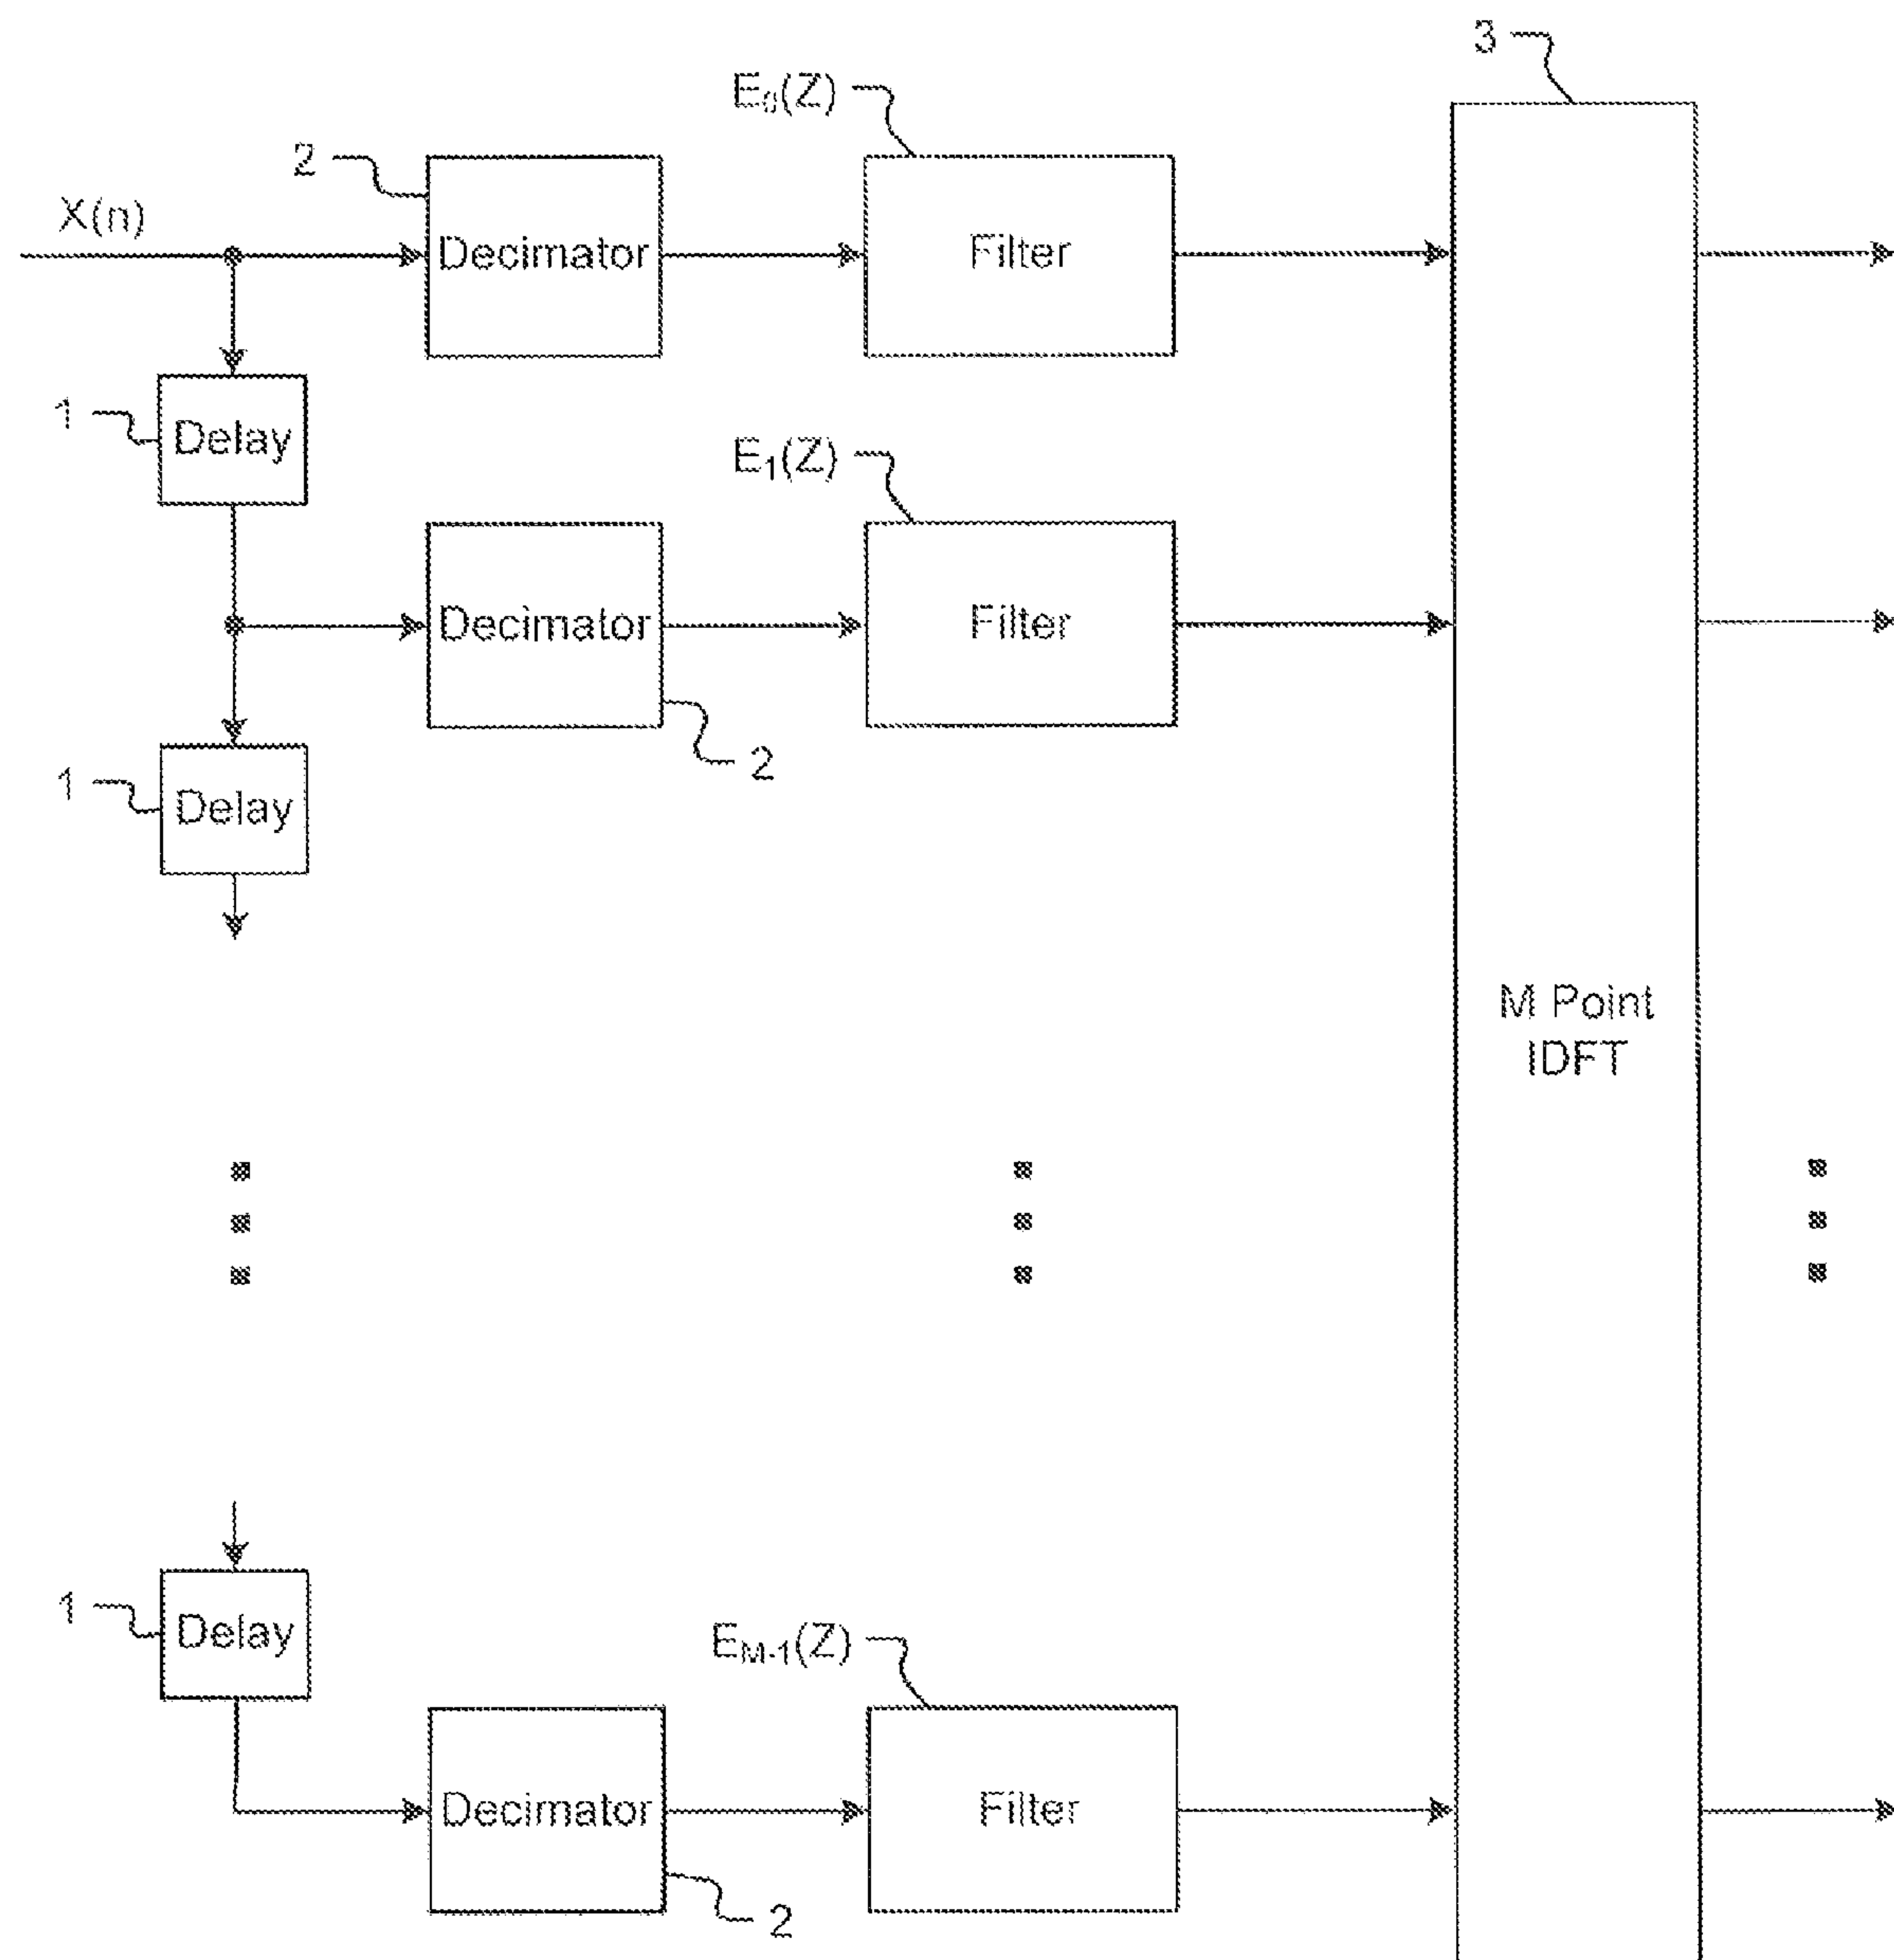 3
E₀(Z)
2
X(n)
Decimator
Filter
1
Delay
E₁(Z)
Decimator
Filter
2
1
Delay
M Point
IDFT
1
Delay
E_{M-1}(Z)
Decimator
Filter
2